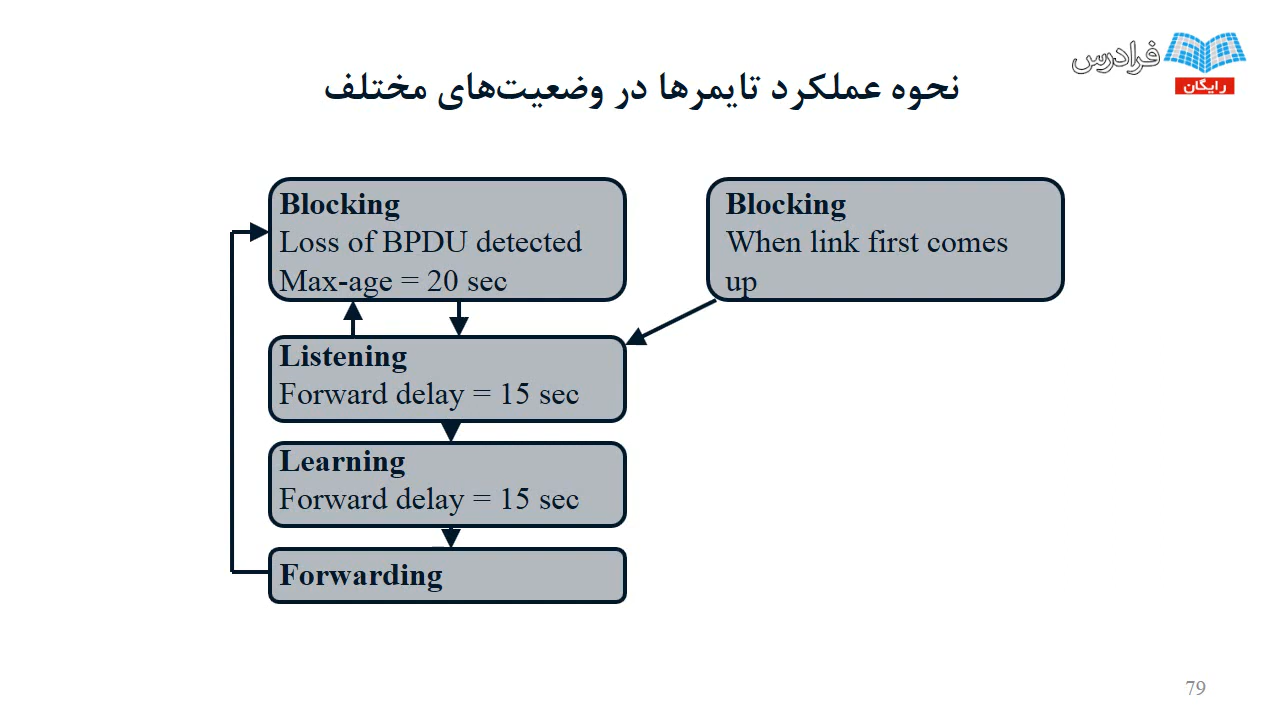 فرادرس
رایگان
نحوه عملکرد تایمرها در وضعیت‌های مختلف
Blocking
Loss of BPDU detected
Max-age = 20 sec
Blocking
When link first comes
up
Listening
Forward delay = 15 sec
Learning
Forward delay = 15 sec
Forwarding
79